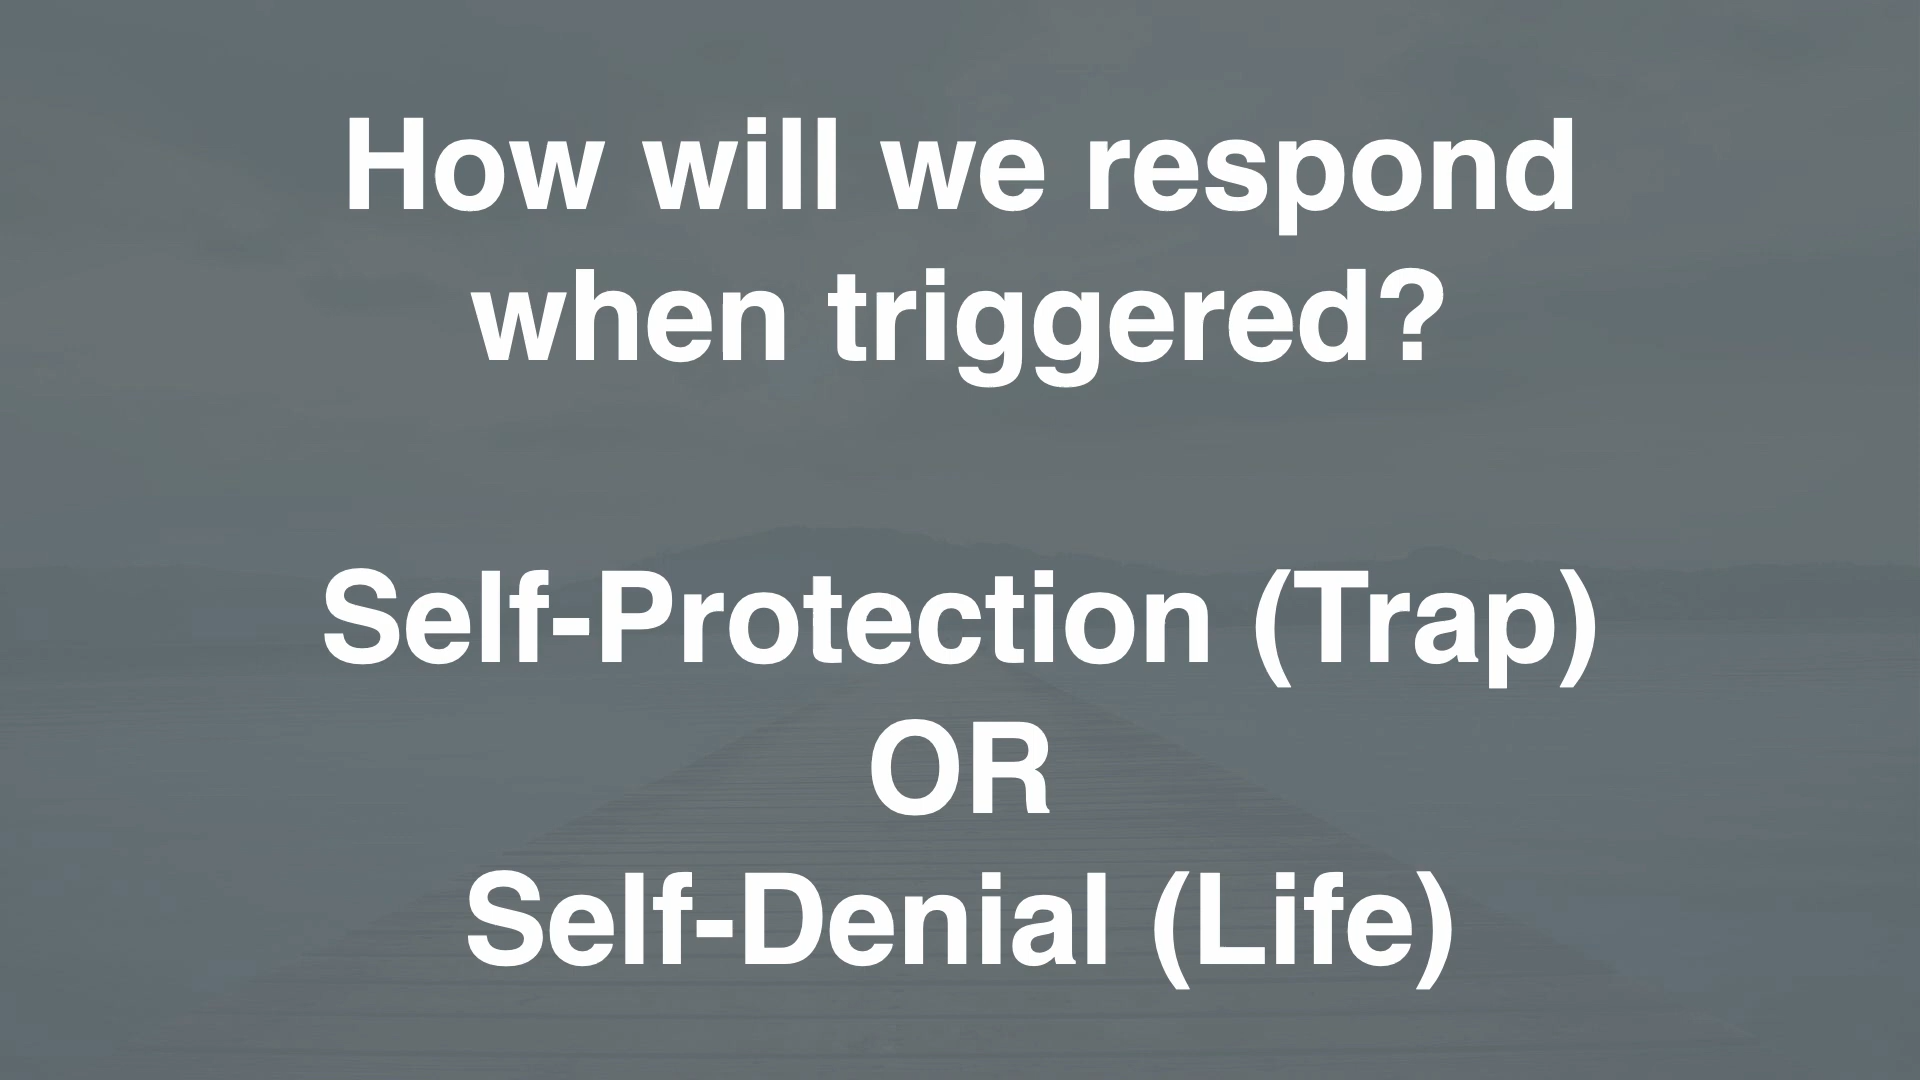 How will we respond
when triggered?
Self-Protection (Trap)
OR
Self-Denial (Life)